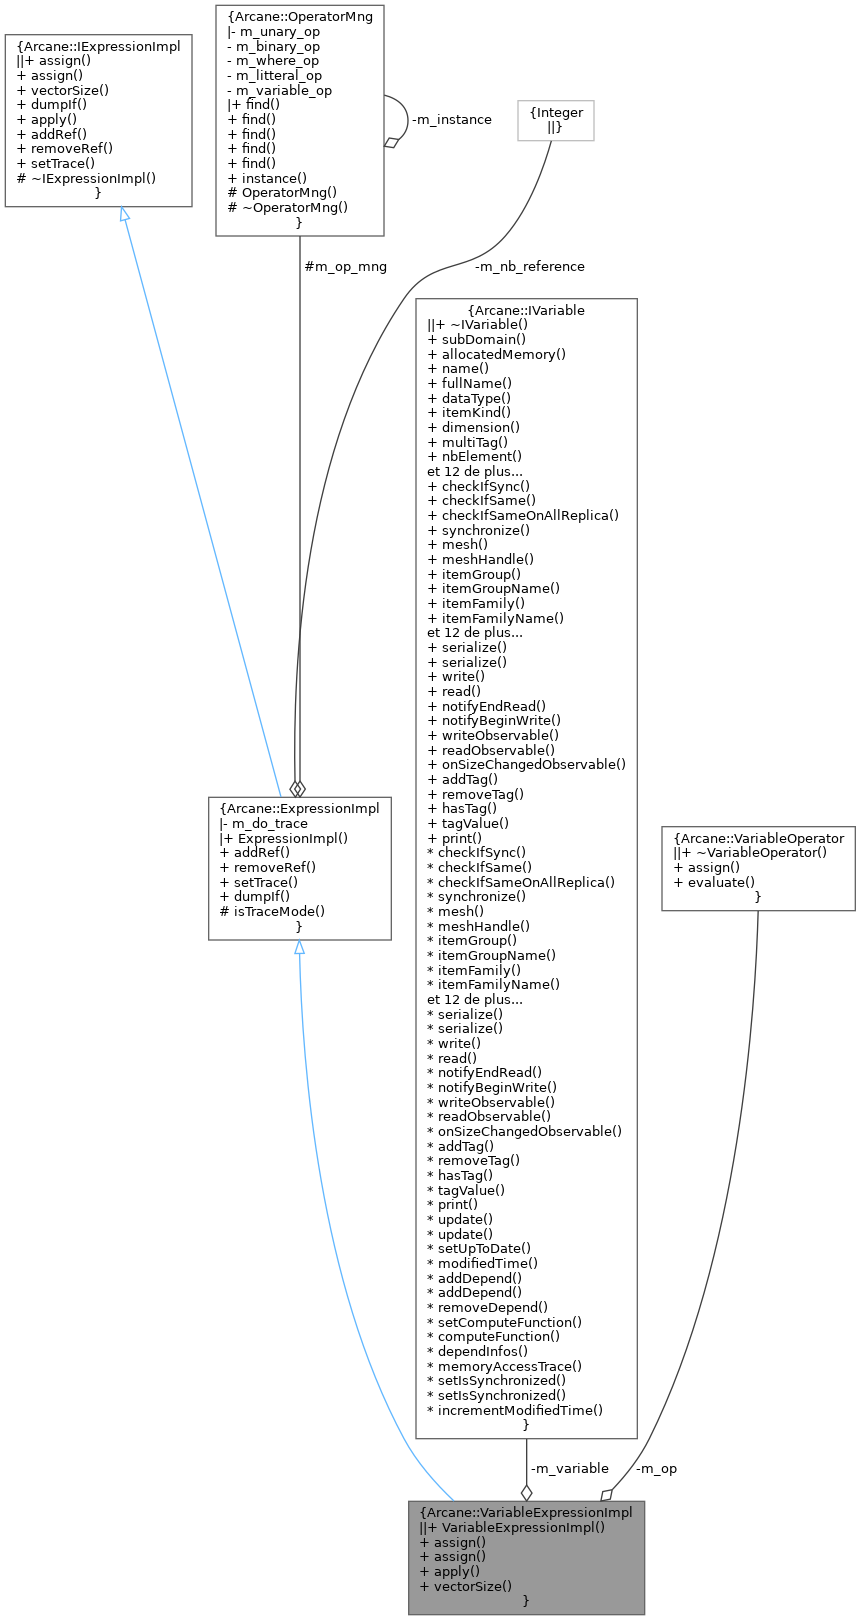 {Arcane::IExpressionImpl
||+ assign()
+ assign()
+ vectorSize()
+ dumpIf()
+ apply()
+ addRef()
+ removeRef()
+ setTrace()
# ~IExpressionImpl()
}
{Arcane::OperatorMng
|- m_unary_op
- m_binary_op
- m_where_op
- m_litteral_op
- m_variable_op
|+ find()
+ find()
+ find()
+ find()
+ find()
+ instance()
# OperatorMng()
# ~OperatorMng()
}
-m_instance
{Integer
||}
#m_op_mng
-m_nb_reference
{Arcane::IVariable
||+ ~IVariable()
+ subDomain()
+ allocatedMemory()
+ name()
+ fullName()
+ dataType()
+ itemKind()
+ dimension()
+ multiTag()
+ nbElement()
et 12 de plus...
+ checkIfSync()
+ checkIfSame()
+ checkIfSameOnAllReplica()
+ synchronize()
+ mesh()
+ meshHandle()
+ itemGroup()
+ itemGroupName()
+ itemFamily()
+ itemFamilyName()
et 12 de plus...
+ serialize()
+ serialize()
+ write()
+ read()
+ notifyEndRead()
+ notifyBeginWrite()
+ writeObservable()
+ readObservable()
+ onSizeChangedObservable()
+ addTag()
+ removeTag()
+ hasTag()
+ tagValue()
+ print()
* checkIfSync()
* checkIfSame()
* checkIfSameOnAllReplica()
* synchronize()
* mesh()
* meshHandle()
* itemGroup()
* itemGroupName()
* itemFamily()
* itemFamilyName()
et 12 de plus...
* serialize()
* serialize()
* write()
* read()
* notifyEndRead()
* notifyBeginWrite()
* writeObservable()
* readObservable()
* onSizeChangedObservable()
* addTag()
* removeTag()
* hasTag()
* tagValue()
* print()
* update()
* update()
* setUpToDate()
* modifiedTime()
* addDepend()
* addDepend()
* removeDepend()
* setComputeFunction()
* computeFunction()
* dependInfos()
* memoryAccessTrace()
* setIsSynchronized()
* setIsSynchronized()
* incrementModifiedTime()
}
{Arcane::ExpressionImpl
|- m_do_trace
|+ ExpressionImpl()
+ addRef()
+ removeRef()
+ setTrace()
+ dumpIf()
# isTraceMode()
}
{Arcane::VariableOperator
||+ ~VariableOperator()
+ assign()
+ evaluate()
}
-m_variable
-m_op
{Arcane::VariableExpressionImpl
||+ VariableExpressionImpl()
+ assign()
+ assign()
+ apply()
+ vectorSize()
}